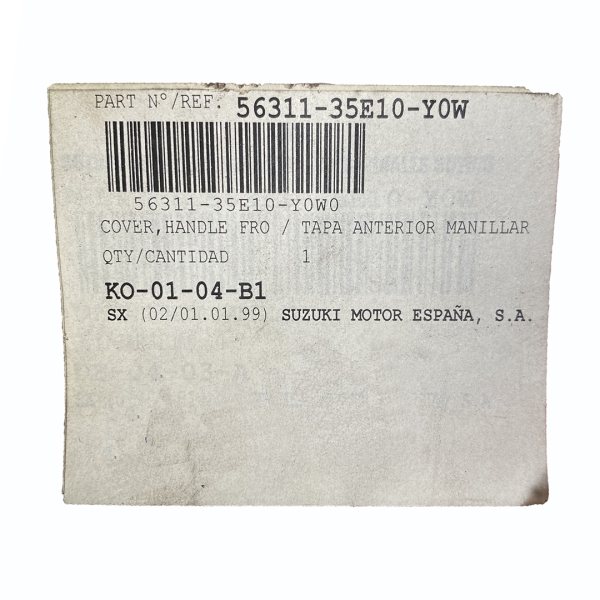 PART N°/REF. 56311-35E10-Y0W
56311-35E10-Y0W0
COVER,HANDLE FRO / TAPA ANTERIOR MANILLAR
QTY/CANTIDAD 1
KO-01-04-B1
SX (02/01.01.99) SUZUKI MOTOR ESPAÑA, S.A.